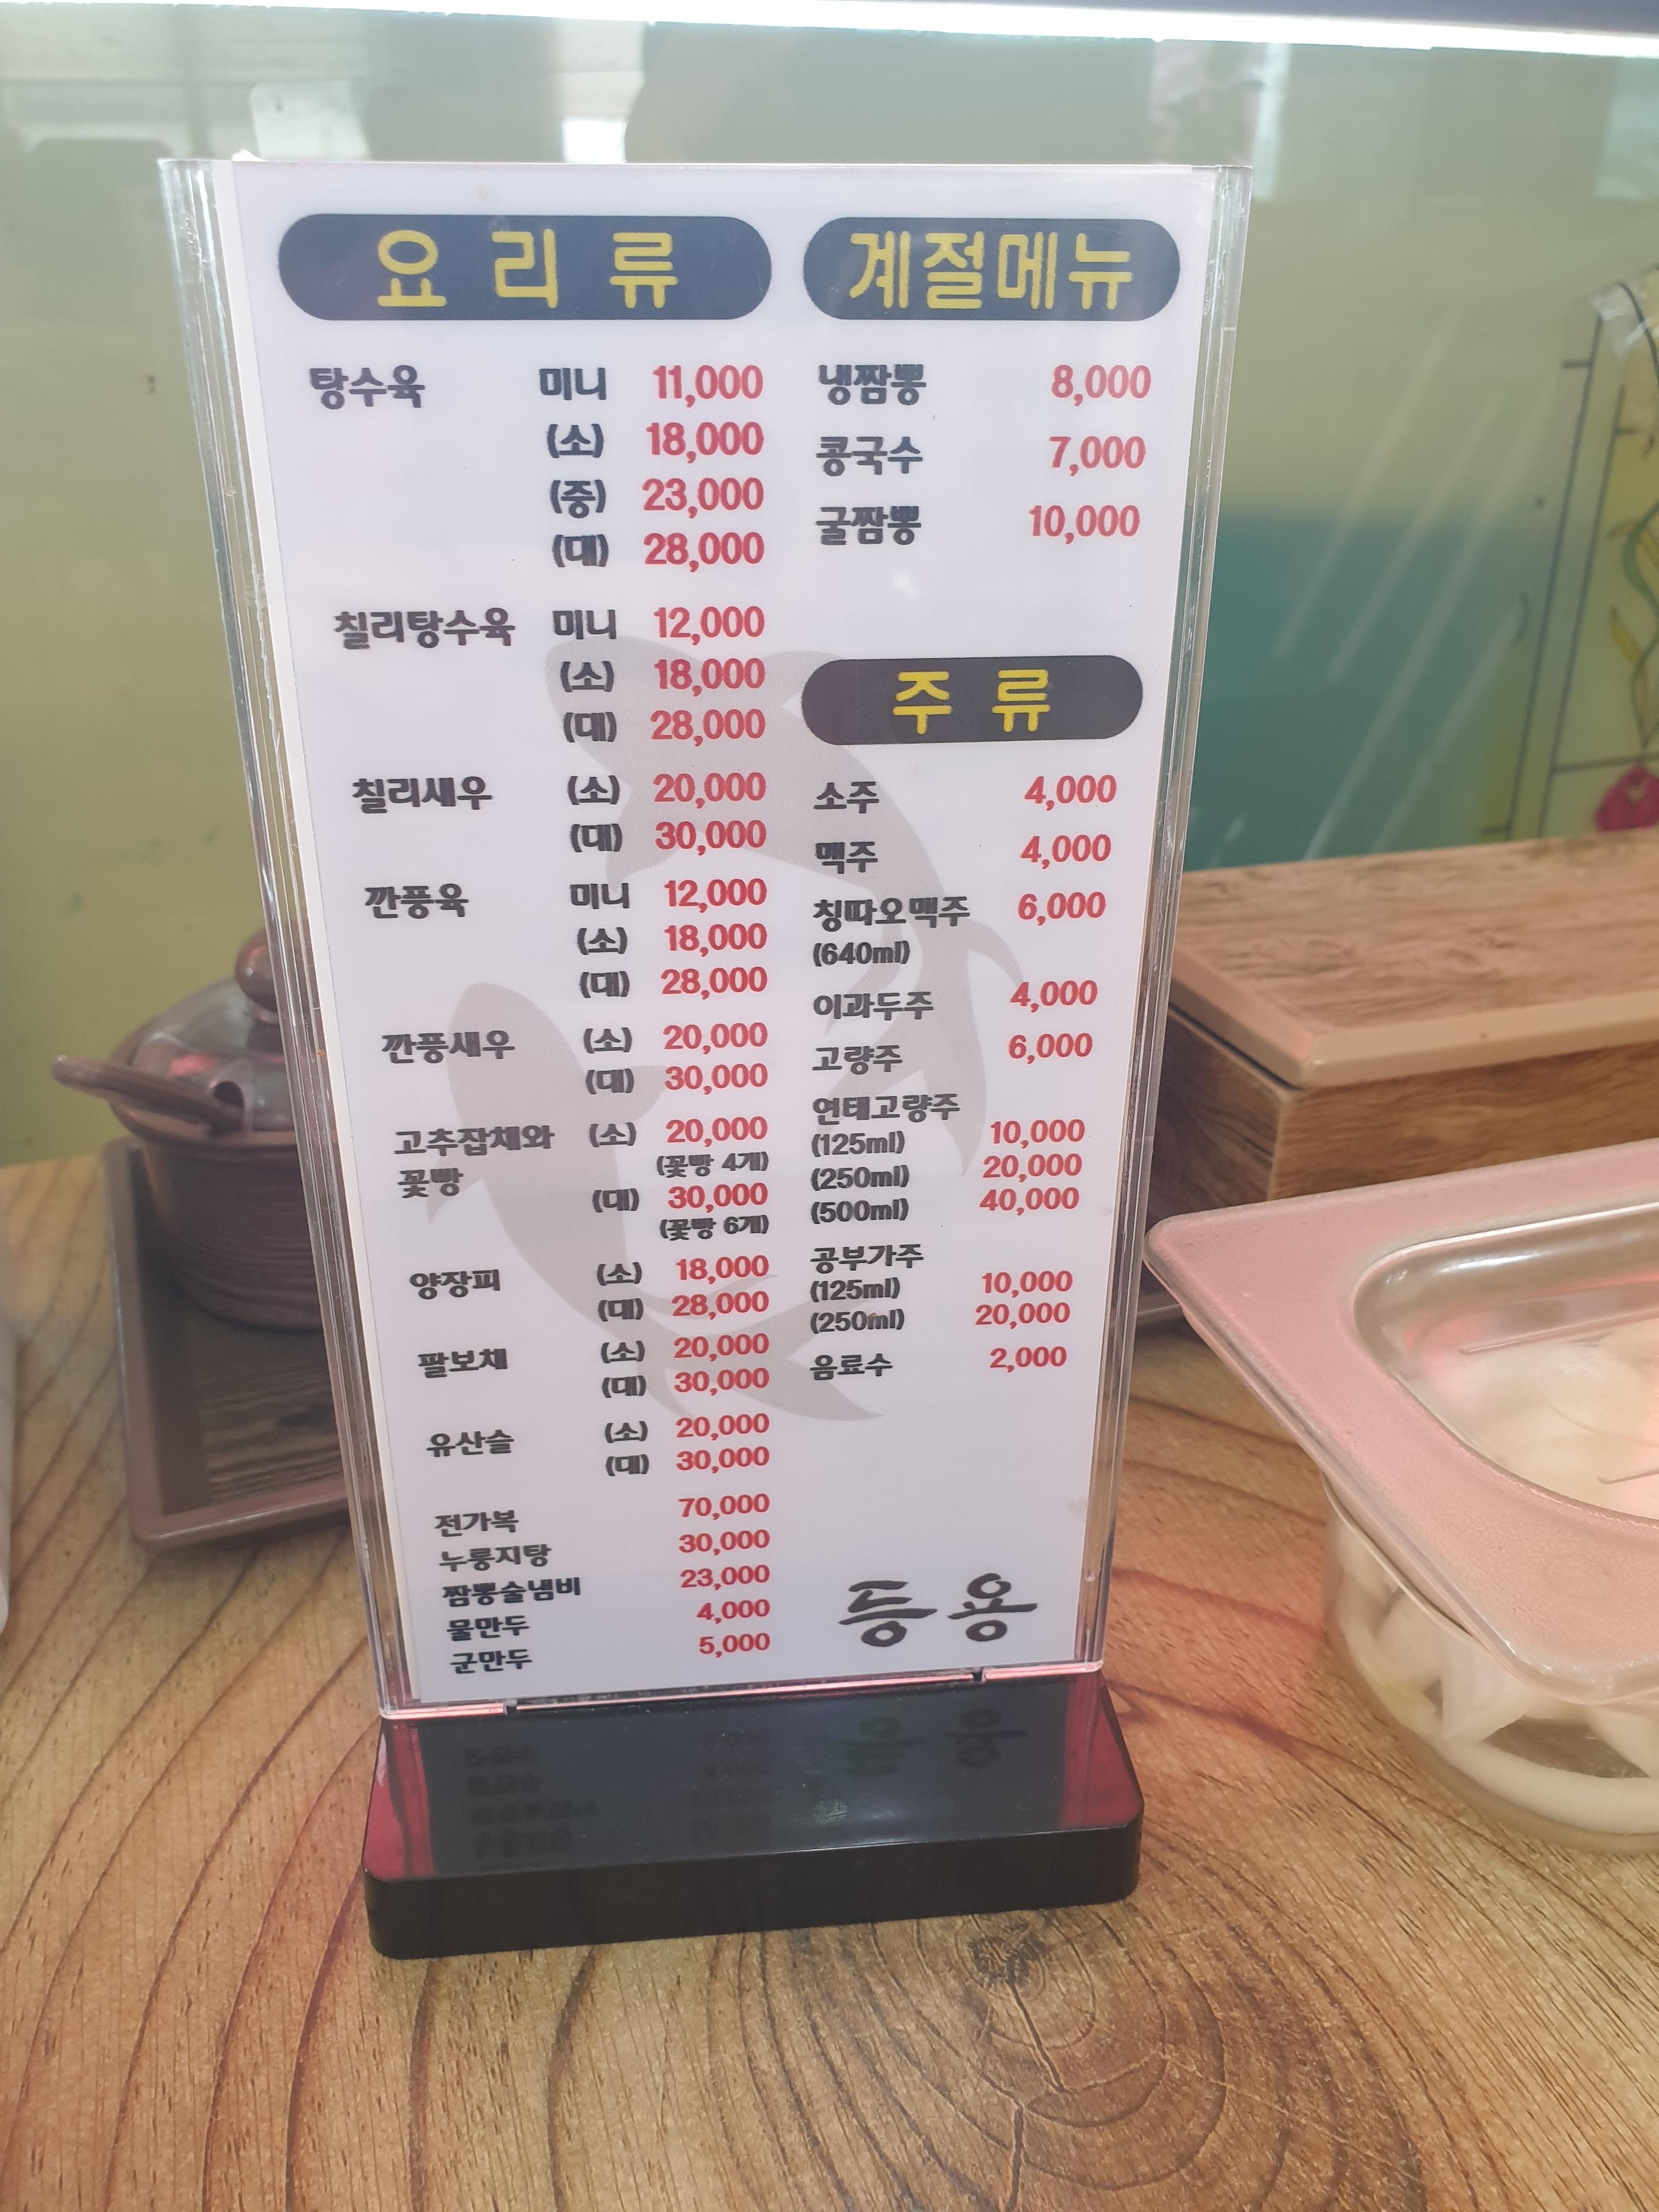 요리류
탕수육 미니 11,000
(소) 18,000
(중) 23,000
(대) 28,000
칠리탕수육 미니 12,000
(소) 18,000
(대) 28,000
칠리새우 (소) 20,000
(대) 30,000
깐풍육 미니 12,000
(소) 18,000
(대) 28,000
깐풍새우 (소) 20,000
(대) 30,000
고추잡채와 (소) 20,000
꽃빵 (꽃빵 4개)
(대) 30,000
(꽃빵 6개)
양장피 (소) 18,000
(대) 28,000
팔보채 (소) 20,000
(대) 30,000
유산슬 (소) 20,000
(대) 30,000
전가복 70,000
누룽지탕 30,000
짬뽕술냄비 23,000
물만두 4,000
군만두 5,000
계절메뉴
냉짬뽕 8,000
콩국수 7,000
굴짬뽕 10,000
주류
소주 4,000
맥주 4,000
칭따오맥주 6,000
(640ml)
이과두주 4,000
고량주 6,000
연태고량주
(125ml) 10,000
(250ml) 20,000
(500ml) 40,000
공부가주
(125ml) 10,000
(250ml) 20,000
음료수 2,000
등용